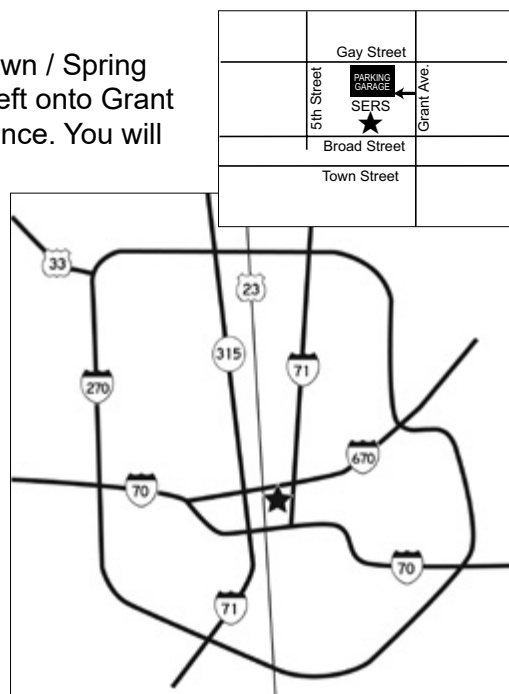 wn / Spring
eft onto Grant
nce. You will
Gay Street
5th Street
PARKING
GARAGE
Grant Ave.
SERS
Broad Street
Town Street
33
23
315
71
270
670
70
70
71